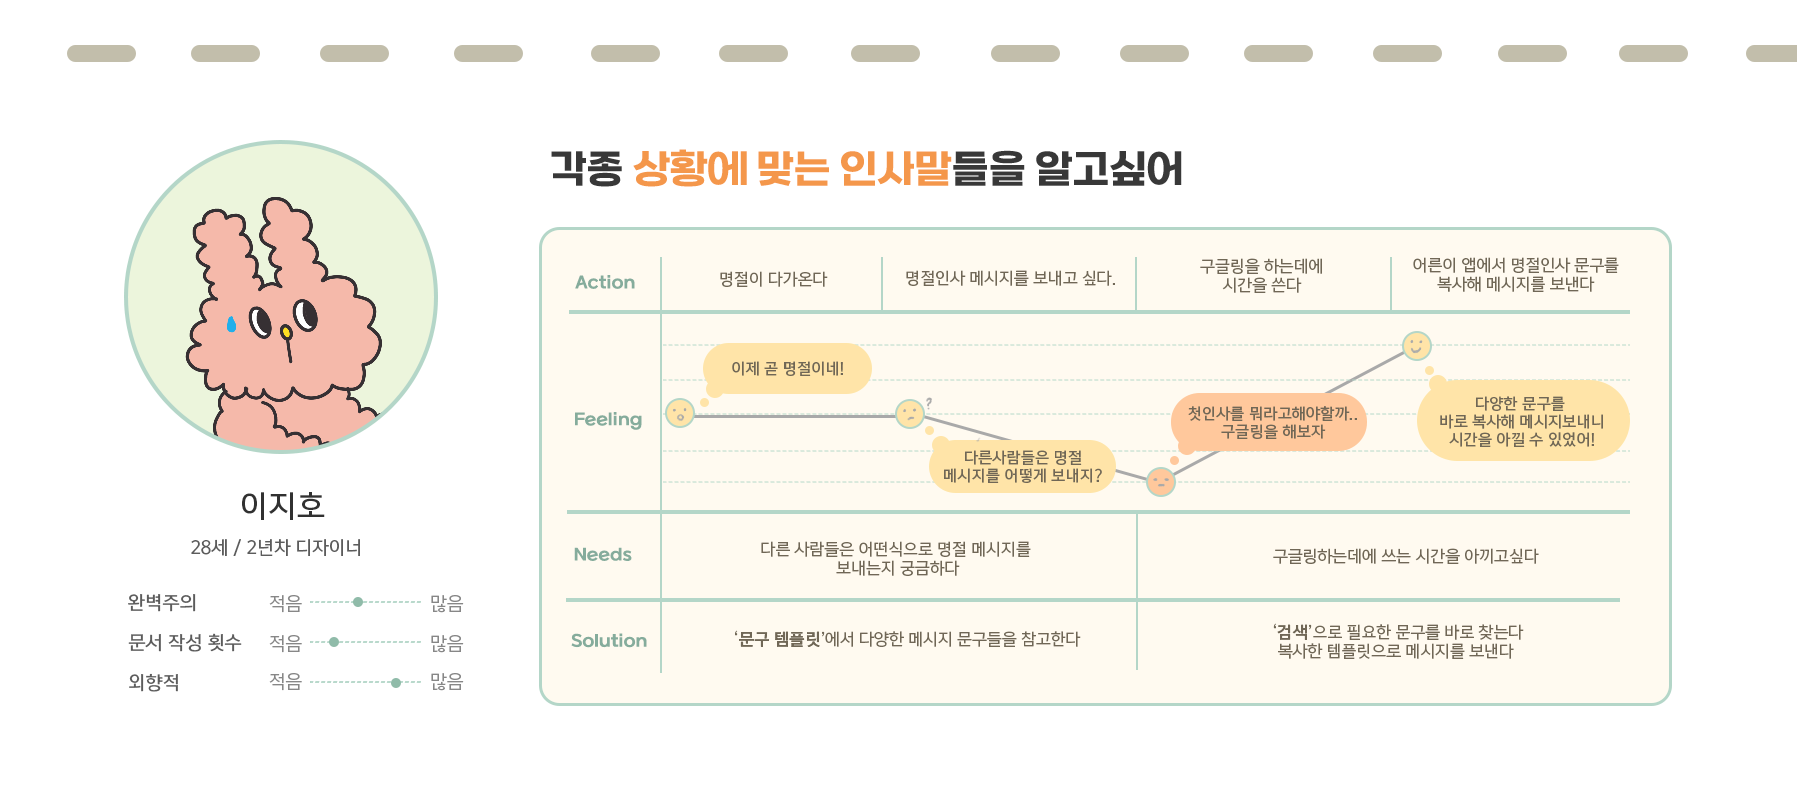 각종 상황에 맞는 인사말들을 알고싶어
이지호
28세 / 2년차 디자이너
완벽주의 적음 많음
문서 작성 횟수 적음 많음
외향적 적음 많음
Action
명절이 다가온다
명절인사 메시지를 보내고 싶다.
구글링을 하는데에
시간을 쓴다
어른이 앱에서 명절인사 문구를
복사해 메시지를 보낸다
Feeling
이제 곧 명절이네!
?
다른사람들은 명절
메시지를 어떻게 보내지?
첫인사를 뭐라고해야할까..
구글링을 해보자
다양한 문구를
바로 복사해 메시지보내니
시간을 아낄 수 있었어!
Needs
다른 사람들은 어떤식으로 명절 메시지를
보내는지 궁금하다
구글링하는데에 쓰는 시간을 아끼고싶다
Solution
‘문구 템플릿’에서 다양한 메시지 문구들을 참고한다
‘검색’으로 필요한 문구를 바로 찾는다
복사한 템플릿으로 메시지를 보낸다